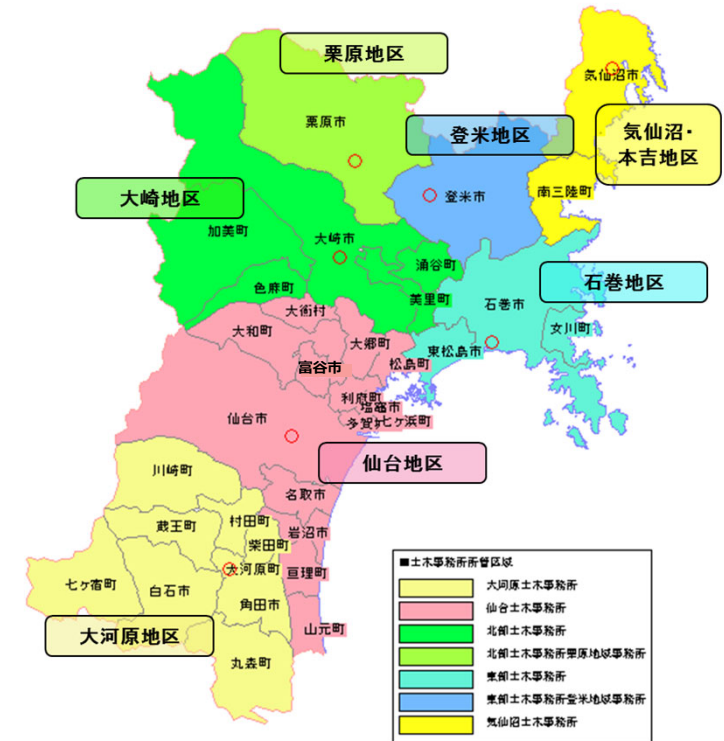 栗原地区
気仙沼市
栗原市
登米地区
気仙沼・
本吉地区
大崎地区
登米市
南三陸町
加美町
大崎市
涌谷町
石巻地区
色麻町
美里町
石巻市
大衡村
大和町
大郷町
東松島市
女川町
富谷市
松島町
利府町
塩竈市
仙台市
多賀
七ヶ浜町
仙台地区
川崎町
名取市
村田町
蔵王町
岩沼市
柴田町
大河原町
亘理町
七ヶ宿町
白石市
角田市
大河原地区
山元町
丸森町
■土木事務所所管区域
大河原土木事務所
仙台土木事務所
北部土木事務所
北部土木事務所栗原地域事務所
東部土木事務所
東部土木事務所登米地域事務所
気仙沼土木事務所